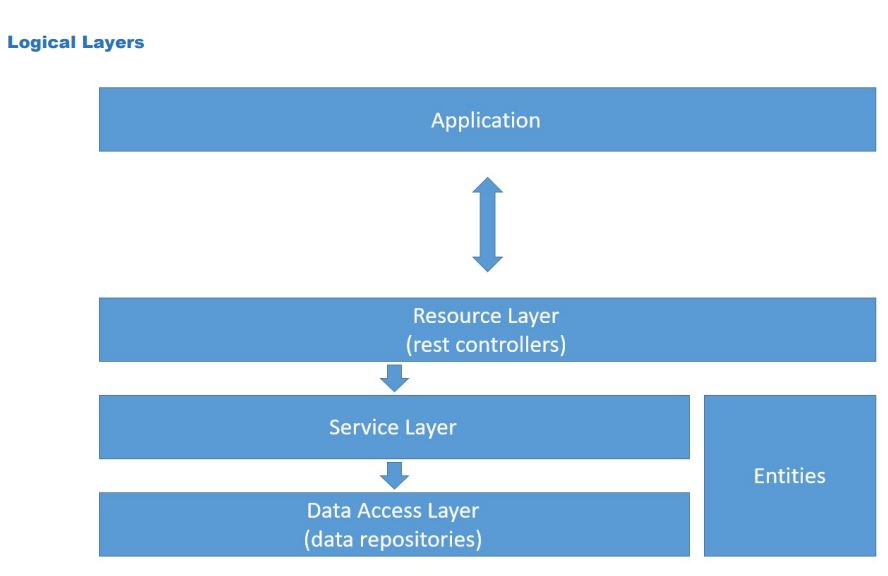 Logical Layers
Application
Resource Layer
(rest controllers)
Service Layer
Entities
Data Access Layer
(data repositories)